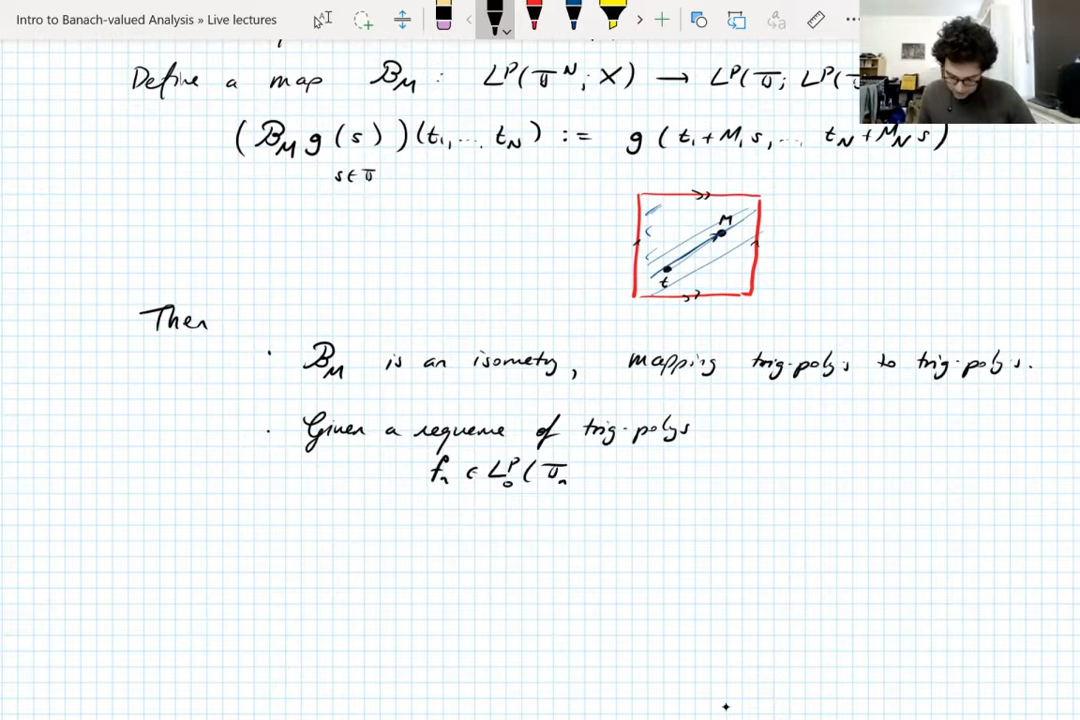 Intro to Banach-valued Analysis » Live lectures
Define a map B_M : L^p(𝕋^N; X) → L^p(𝕋; L^p(𝕋
(B_M g(s))(t_1, ... t_N) := g(t_1 + M_1 s, ... t_N + M_N s)
s ∈ 𝕋
M
t
Then
· B_M is an isometry, mapping trig-polys to trig-polys.
· Given a sequence of trig-polys
f_n ∈ L^p_0(𝕋_n